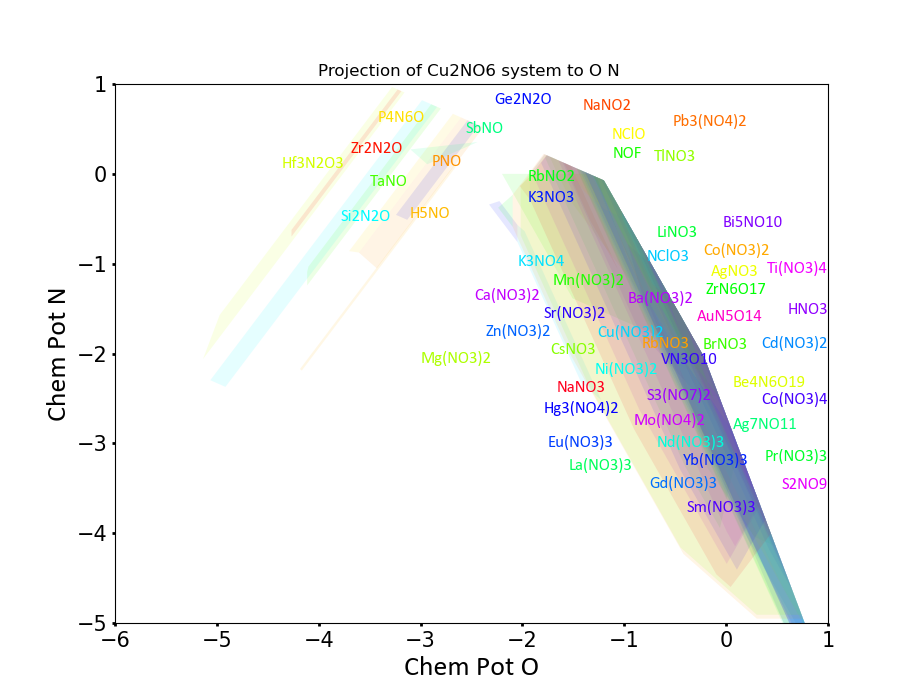 Projection of Cu2NO6 system to O N
Chem Pot N
1
0
−1
−2
−3
−4
−5
Ge2N2O
NaNO2
P4N6O
Pb3(NO4)2
SbNO
NClO
Zr2N2O
NOF
TlNO3
Hf3N2O3
PNO
TaNO
RbNO2
K3NO3
Si2N2O
H5NO
Bi5NO10
LiNO3
Co(NO3)2
NClO3
K3NO4
Ti(NO3)4
AgNO3
Mn(NO3)2
ZrN6O17
Ca(NO3)2
Ba(NO3)2
HNO3
Sr(NO3)2
AuN5O14
Zn(NO3)2
Cu(NO3)2
RbNO3
BrNO3
Cd(NO3)2
CsNO3
Mg(NO3)2
VN3O10
Ni(NO3)2
Be4N6O19
NaNO3
S3(NO7)2
Co(NO3)4
Hg3(NO4)2
Mo(NO4)2
Ag7NO11
Eu(NO3)3
Nd(NO3)3
Pr(NO3)3
La(NO3)3
Yb(NO3)3
Gd(NO3)3
S2NO9
Sm(NO3)3
−6
−5
−4
−3
−2
−1
0
1
Chem Pot O